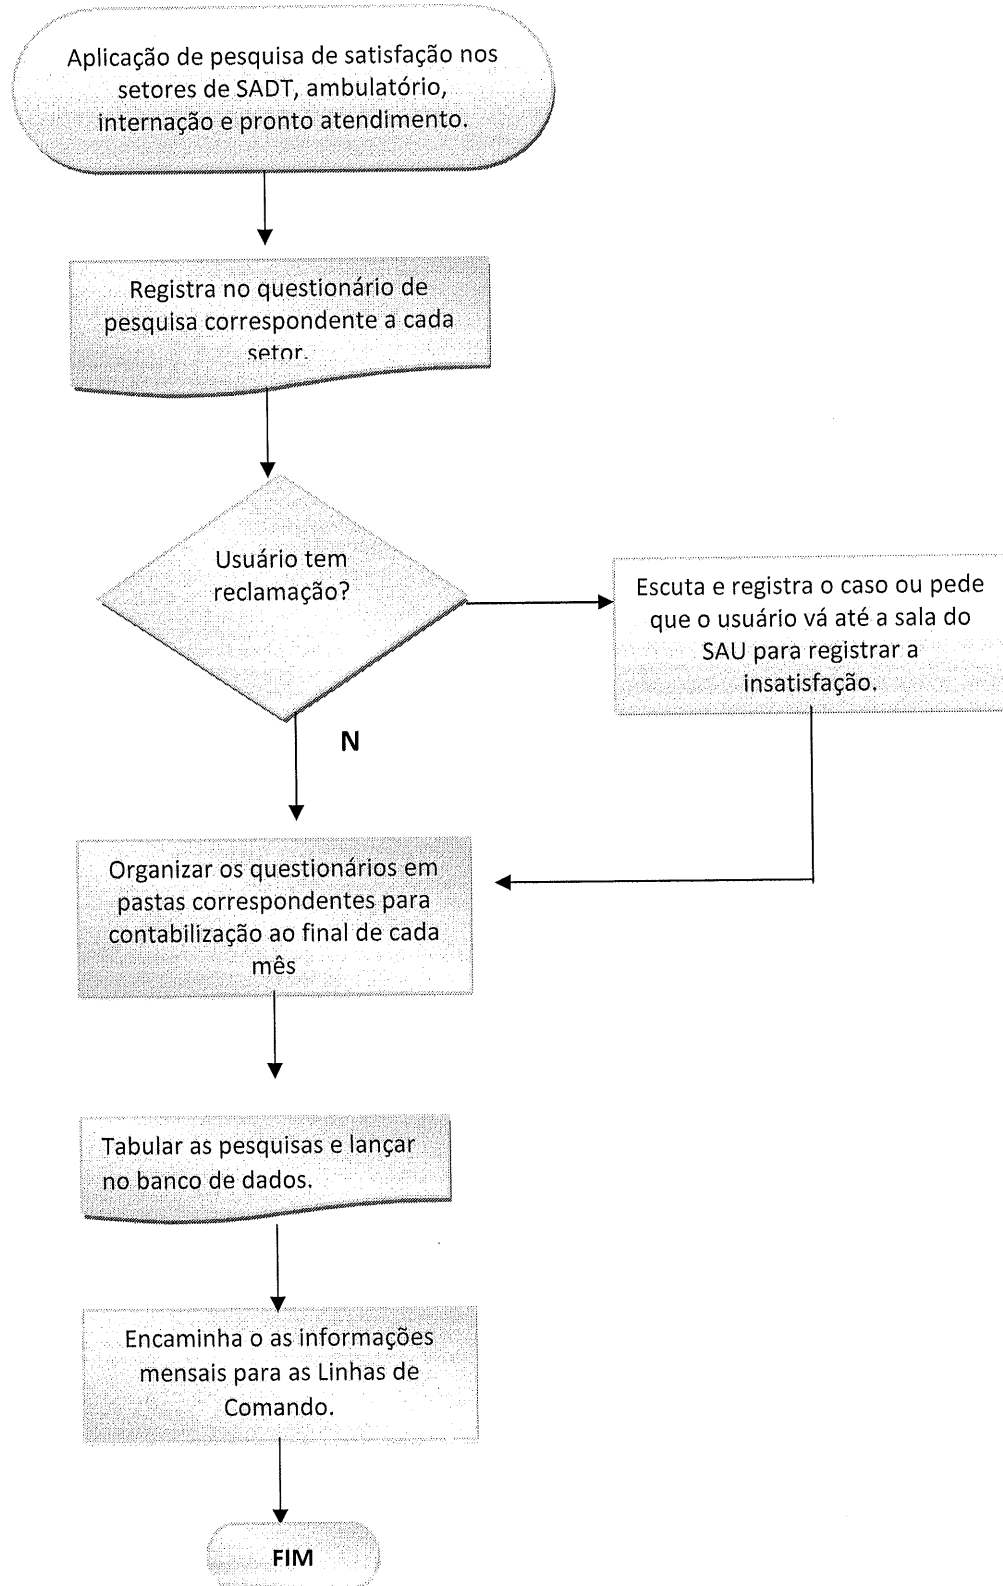 Aplicação de pesquisa de satisfação nos
setores de SADT, ambulatório,
internação e pronto atendimento.
Registra no questionário de
pesquisa correspondente a cada
setor.
Usuário tem
reclamação?
Escuta e registra o caso ou pede
que o usuário vá até a sala do
SAU para registrar a
insatisfação.
N
Organizar os questionários em
pastas correspondentes para
contabilização ao final de cada
mês
Tabular as pesquisas e lançar
no banco de dados.
Encaminha o as informações
mensais para as Linhas de
Comando.
FIM